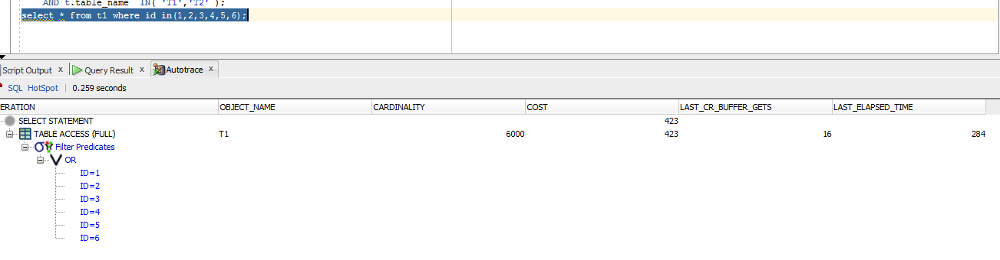 AND t.table_name IN( 'T1','T2' );
select * from t1 where id in(1,2,3,4,5,6);
Script Output x Query Result x Autotrace x
SQL HotSpot | 0.259 seconds
ERATION OBJECT_NAME CARDINALITY COST LAST_CR_BUFFER_GETS LAST_ELAPSED_TIME
SELECT STATEMENT 423
TABLE ACCESS (FULL) T1 6000 423 16 284
Filter Predicates
OR
ID=1
ID=2
ID=3
ID=4
ID=5
ID=6